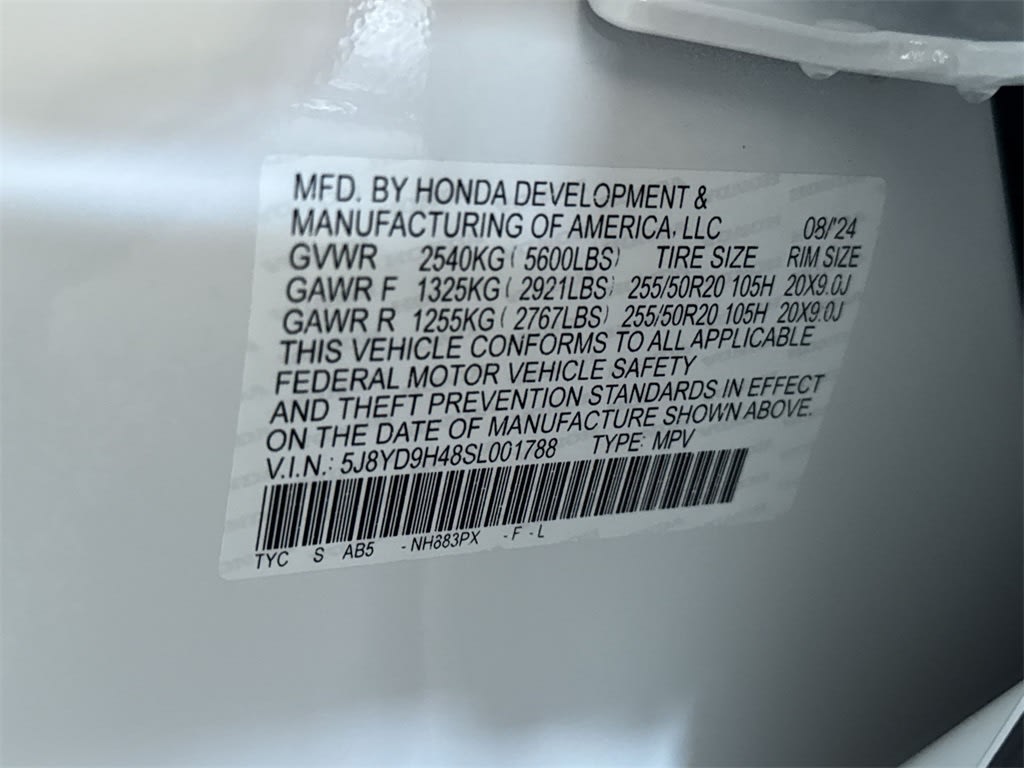 MFD. BY HONDA DEVELOPMENT &
MANUFACTURING OF AMERICA, LLC 08/'24
GVWR 2540KG ( 5600LBS) TIRE SIZE RIM SIZE
GAWR F 1325KG ( 2921LBS) 255/50R20 105H 20X9.0J
GAWR R 1255KG ( 2767LBS) 255/50R20 105H 20X9.0J
THIS VEHICLE CONFORMS TO ALL APPLICABLE
FEDERAL MOTOR VEHICLE SAFETY
AND THEFT PREVENTION STANDARDS IN EFFECT
ON THE DATE OF MANUFACTURE SHOWN ABOVE.
V.I.N.: 5J8YD9H48SL001788 TYPE: MPV
TYC S AB5 -NH883PX -F -L